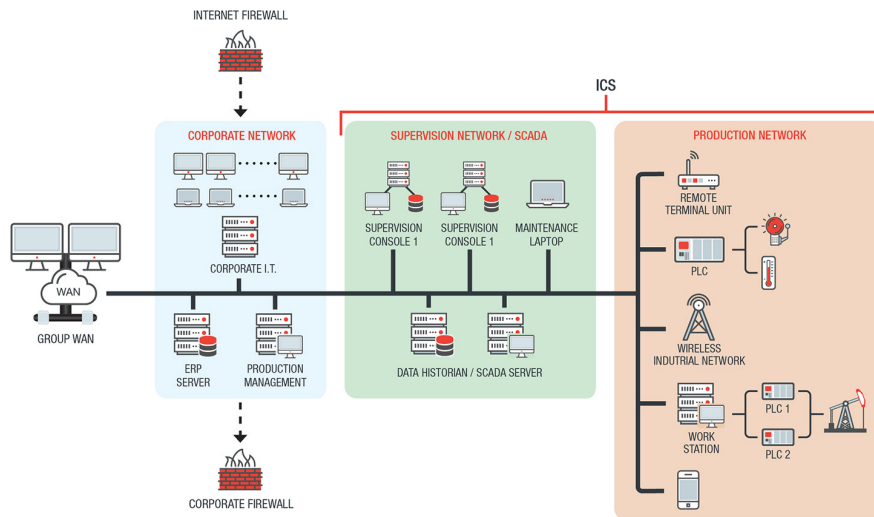 INTERNET FIREWALL
ICS
CORPORATE NETWORK
SUPERVISION NETWORK / SCADA
PRODUCTION NETWORK
REMOTE
TERMINAL UNIT
SUPERVISION
CONSOLE 1
SUPERVISION
CONSOLE 1
MAINTENANCE
LAPTOP
CORPORATE I.T.
PLC
WAN
GROUP WAN
ERP
SERVER
PRODUCTION
MANAGEMENT
DATA HISTORIAN / SCADA SERVER
WIRELESS
INDUTRIAL NETWORK
WORK
STATION
PLC 1
PLC 2
CORPORATE FIREWALL